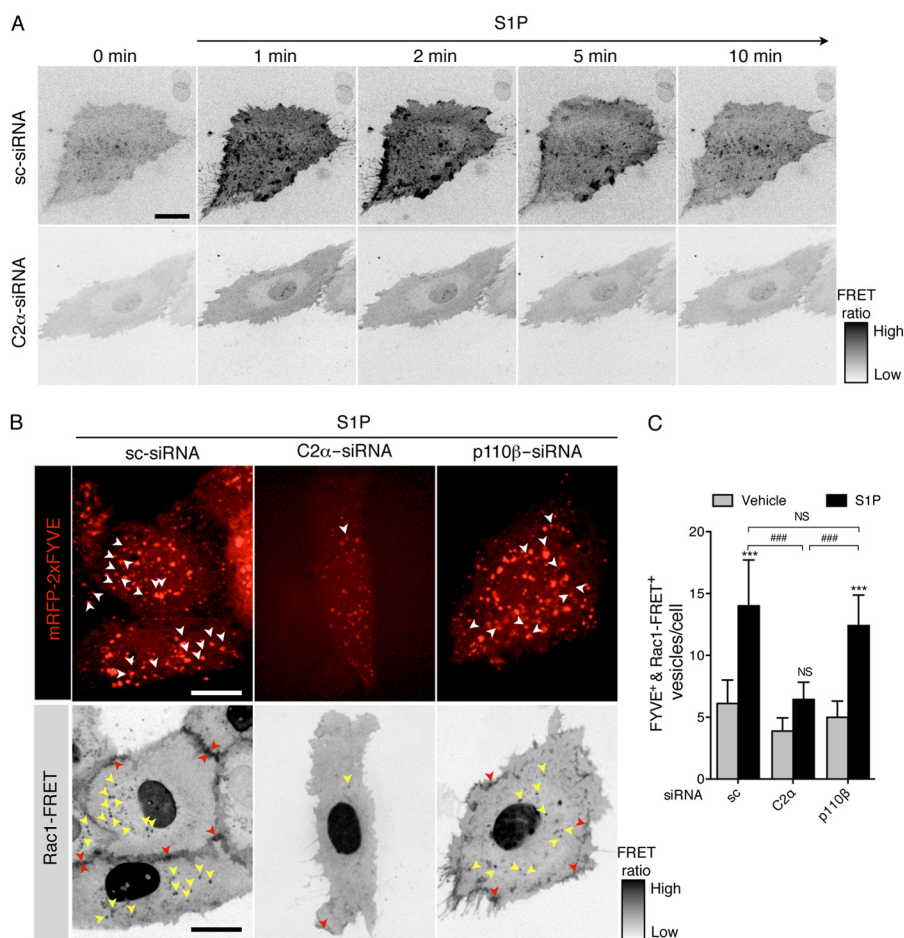 A
S1P
0 min 1 min 2 min 5 min 10 min
sc-siRNA
C2α-siRNA
FRET
ratio
High
Low
B
S1P
sc-siRNA C2α-siRNA p110β-siRNA
mRFP-2xFYVE
Rac1-FRET
FRET
ratio
High
Low
C
Vehicle S1P
NS
### ###
*** NS ***
FYVE+ & Rac1-FRET+
vesicles/cell
20
15
10
5
0
siRNA sc C2α p110β